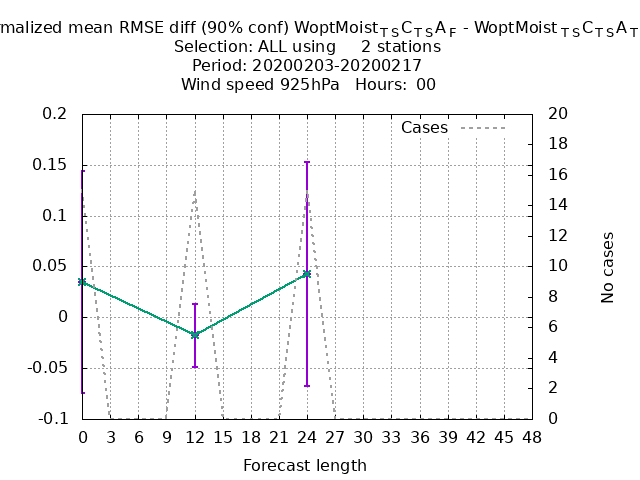 mean RMSE diff (90% conf) WoptMoist_TSC_TSA_F - WoptMoist_TSC_TSA_T
Selection: ALL using 2 stations
Period: 20200203-20200217
Wind speed 925hPa Hours: 00
0.2
0.15
0.1
0.05
0
-0.05
-0.1
20
18
16
14
12
10
8
6
4
2
0
Cases
No cases
0 3 6 9 12 15 18 21 24 27 30 33 36 39 42 45 48
Forecast length